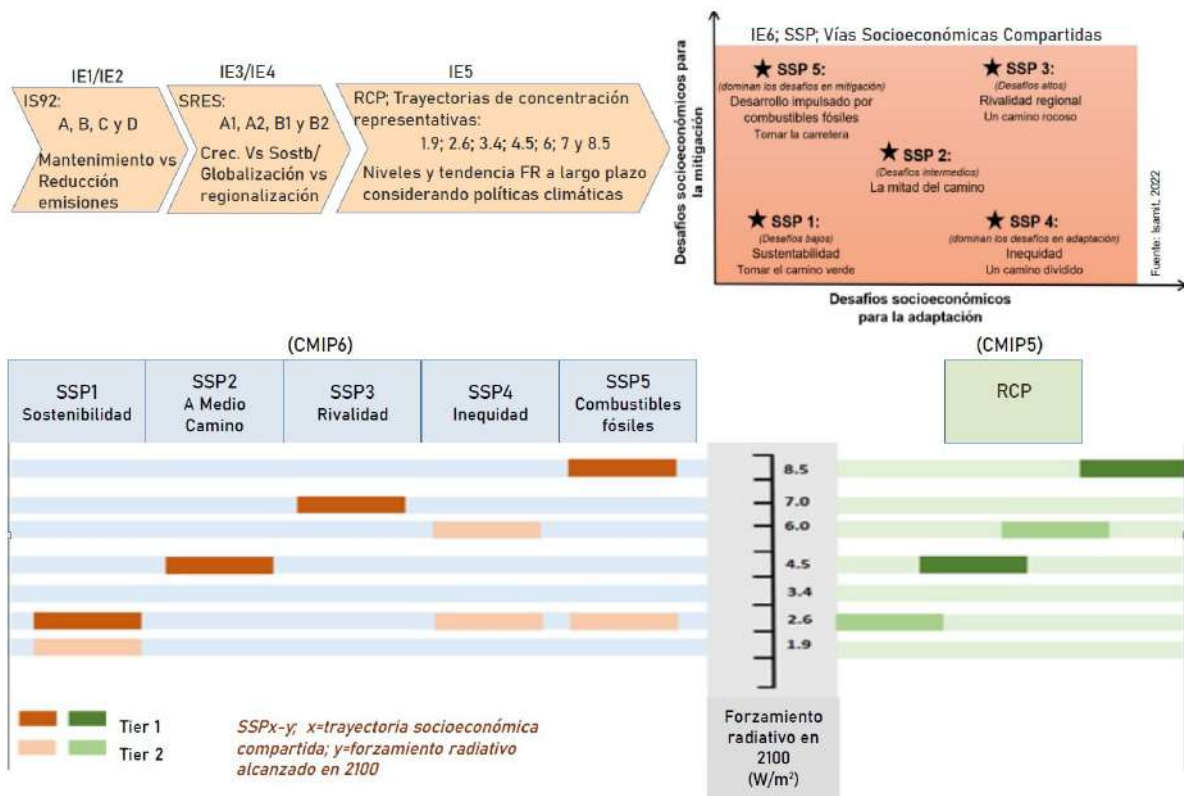 IE1/IE2
IS92:
A, B, C y D
Mantenimiento vs
Reducción
emisiones
IE3/IE4
SRES:
A1, A2, B1 y B2
Crec. Vs Sostb/
Globalización vs
regionalización
IE5
RCP; Trayectorias de concentración
representativas:
1.9; 2.6; 3.4; 4.5; 6; 7 y 8.5
Niveles y tendencia FR a largo plazo
considerando políticas climáticas
IE6; SSP; Vías Socioeconómicas Compartidas
Desafíos socioeconómicos para
la mitigación
SSP 5:
(dominan los desafíos en mitigación)
Desarrollo impulsado por
combustibles fósiles
Tomar la carretera
SSP 3:
(Desafíos altos)
Rivalidad regional
Un camino rocoso
SSP 2:
(Desafíos intermedios)
La mitad del camino
SSP 1:
(Desafíos bajos)
Sustentabilidad
Tomar el camino verde
SSP 4:
(dominan los desafíos en adaptación)
Inequidad
Un camino dividido
Fuente: Isamit, 2022
Desafíos socioeconómicos
para la adaptación
(CMIP6)
(CMIP5)
SSP1
Sostenibilidad
SSP2
A Medio
Camino
SSP3
Rivalidad
SSP4
Inequidad
SSP5
Combustibles
fósiles
RCP
8.5
7.0
6.0
4.5
3.4
2.6
1.9
Tier 1
Tier 2
SSPx-y; x=trayectoria socioeconómica
compartida; y=forzamiento radiativo
alcanzado en 2100
Forzamiento
radiativo en
2100
(W/m²)